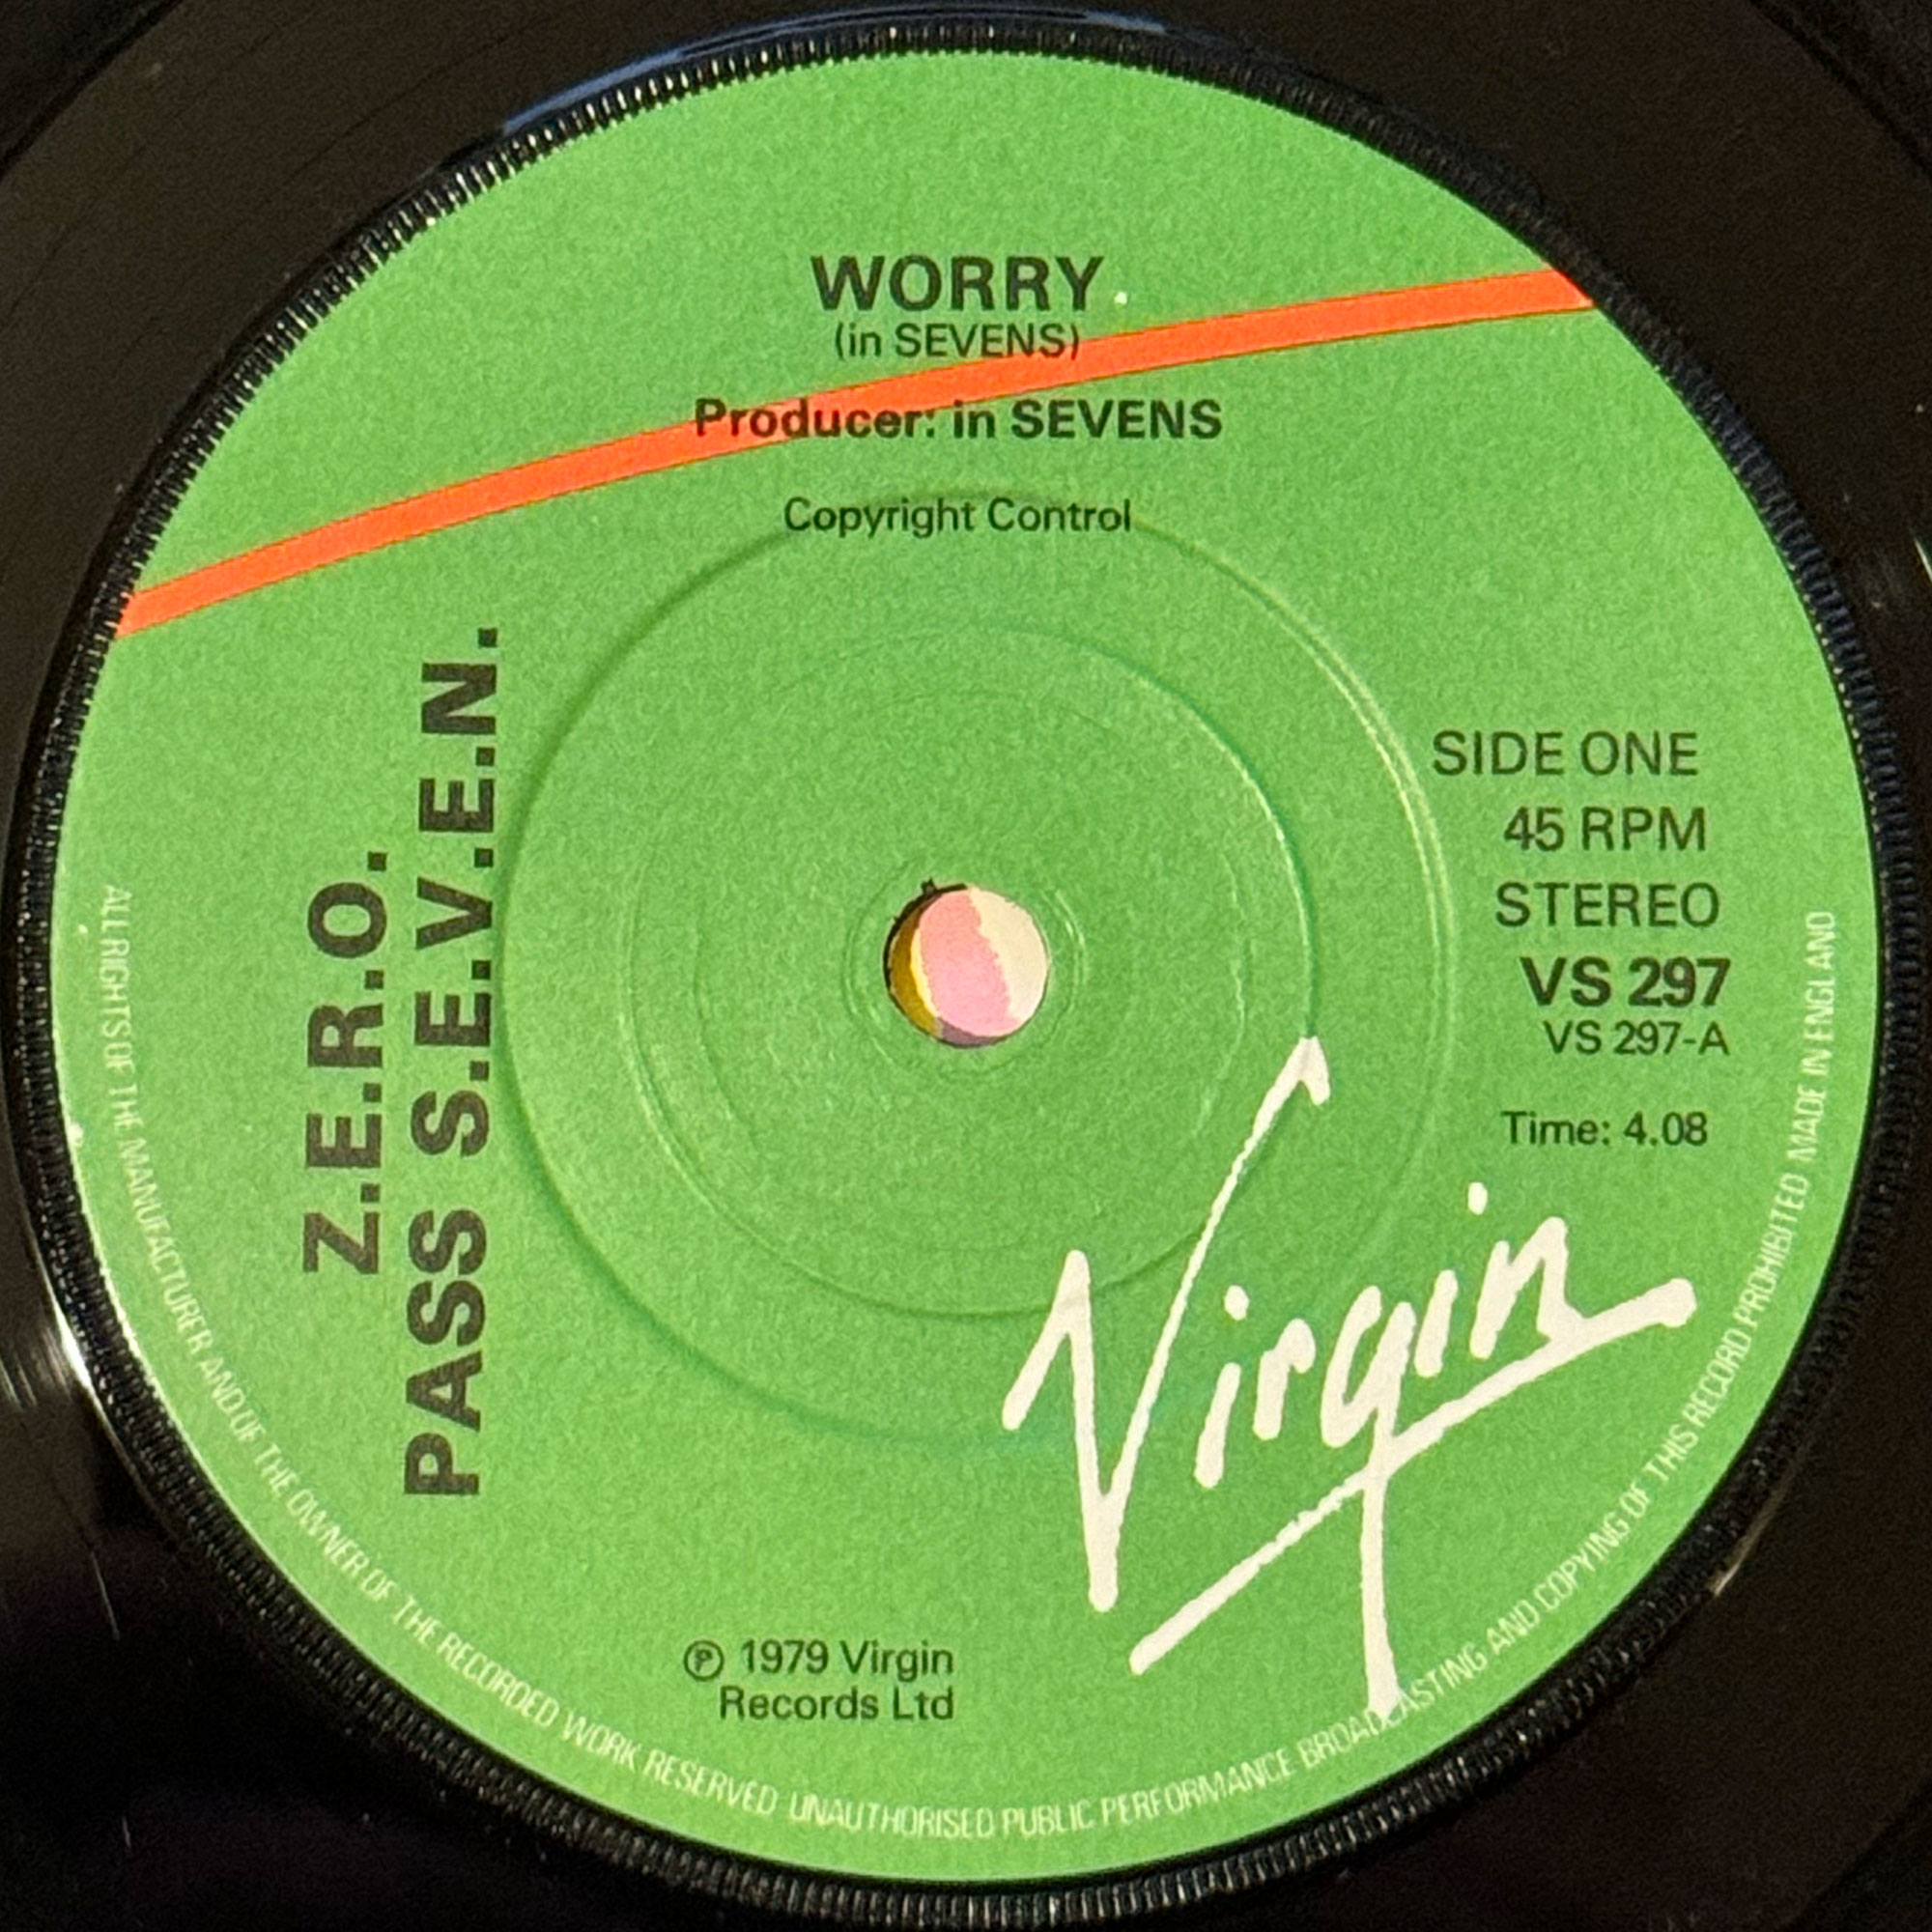 WORRY
(in SEVENS)
Producer: in SEVENS
Copyright Control
Z.E.R.O.
PASS S.E.V.E.N.
SIDE ONE
45 RPM
STEREO
VS 297
VS 297-A
Time: 4.08
Virgin
℗ 1979 Virgin
Records Ltd
ALL RIGHTS OF THE MANUFACTURER AND OF THE OWNER OF THE RECORDED WORK RESERVED UNAUTHORISED PUBLIC PERFORMANCE BROADCASTING AND COPYING OF THIS RECORD PROHIBITED MADE IN ENGLAND